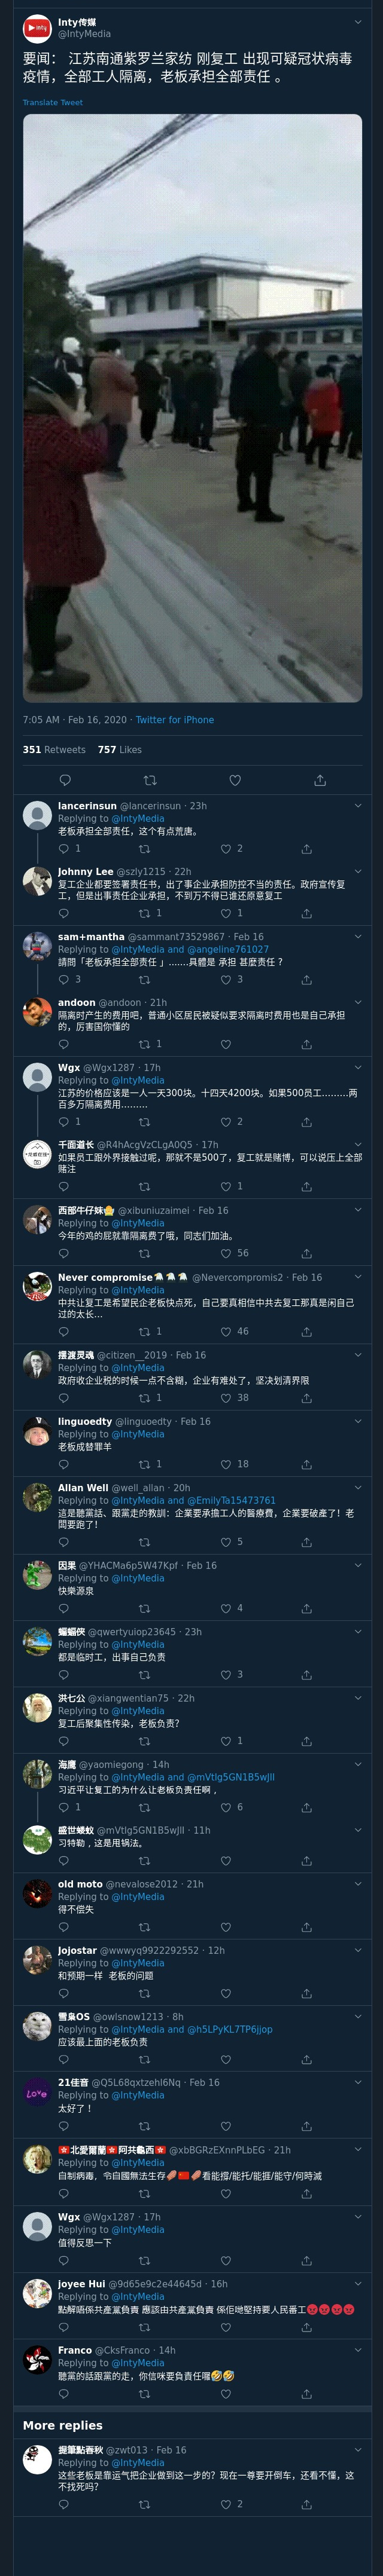 Inty传媒
@IntyMedia
要闻： 江苏南通紫罗兰家纺 刚复工 出现可疑冠状病毒
疫情，全部工人隔离，老板承担全部责任 。
Translate Tweet
7:05 AM · Feb 16, 2020 · Twitter for iPhone
351 Retweets 757 Likes
lancerinsun @lancerinsun · 23h
Replying to @IntyMedia
老板承担全部责任，这个有点荒唐。
1 2
Johnny Lee @szly1215 · 22h
复工企业都要签署责任书，出了事企业承担防控不当的责任。政府宣传复
工，但是出事责任企业承担，不到万不得已谁还愿意复工
1 1
sam+mantha @sammant73529867 · Feb 16
Replying to @IntyMedia and @angeline761027
請問「老板承担全部责任 」.......具體是 承担 甚麼责任 ?
3 3
andoon @andoon · 21h
隔离时产生的费用吧，普通小区居民被疑似要求隔离时费用也是自己承担
的，厉害国你懂的
1
Wgx @Wgx1287 · 17h
Replying to @IntyMedia
江苏的价格应该是一人一天300块。十四天4200块。如果500员工………两
百多万隔离费用………
1 2
千面道长 @R4hAcgVzCLgA0Q5 · 17h
如果员工跟外界接触过呢，那就不是500了，复工就是赌博，可以说压上全部
赌注
1
西部牛仔妹 @xibuniuzaimei · Feb 16
Replying to @IntyMedia
今年的鸡的屁就靠隔离费了哦，同志们加油。
56
Never compromise @Nevercompromis2 · Feb 16
Replying to @IntyMedia
中共让复工是希望民企老板快点死，自己要真相信中共去复工那真是闲自己
过的太长…
1 46
摆渡灵魂 @citizen__2019 · Feb 16
Replying to @IntyMedia
政府收企业税的时候一点不含糊，企业有难处了，坚决划清界限
1 38
linguoedty @linguoedty · Feb 16
Replying to @IntyMedia
老板成替罪羊
1 18
Allan Well @well_allan · 20h
Replying to @IntyMedia and @EmilyTa15473761
這是聽黨話、跟黨走的教訓：企業要承擔工人的醫療費，企業要破產了！老
闆要跑了！
5
因果 @YHACMa6p5W47Kpf · Feb 16
Replying to @IntyMedia
快樂源泉
4
蝙蝠俠 @qwertyuiop23645 · 23h
Replying to @IntyMedia
都是临时工，出事自己负责
3
洪七公 @xiangwentian75 · 22h
Replying to @IntyMedia
复工后聚集性传染，老板负责?
1
海鹰 @yaomiegong · 14h
Replying to @IntyMedia and @mVtIg5GN1B5wJII
习近平让复工的为什么让老板负责任啊，
1 6
盛世蝼蚁 @mVtIg5GN1B5wJII · 11h
习特勒，这是甩锅法。
old moto @nevalose2012 · 21h
Replying to @IntyMedia
得不偿失
Jojostar @wwwyq9922292552 · 12h
Replying to @IntyMedia
和预期一样 老板的问题
雪枭OS @owlsnow1213 · 8h
Replying to @IntyMedia and @h5LPyKL7TP6jjop
应该最上面的老板负责
21佳音 @Q5L68qxtzehl6Nq · Feb 16
Replying to @IntyMedia
太好了！
北愛爾蘭 阿共龜西 @xbBGRzEXnnPLbEG · 21h
Replying to @IntyMedia
自制病毒，令自國無法生存 看能撐/能托/能捱/能守/何時滅
Wgx @Wgx1287 · 17h
Replying to @IntyMedia
值得反思一下
joyee Hui @9d65e9c2e44645d · 16h
Replying to @IntyMedia
點解唔係共產黨負責 應該由共產黨負責 係佢哋堅持要人民番工
Franco @CksFranco · 14h
Replying to @IntyMedia
聽黨的話跟黨的走，你信咪要負責任囉
More replies
提筆點春秋 @zwt013 · Feb 16
Replying to @IntyMedia
这些老板是靠运气把企业做到这一步的？现在一尊要开倒车，还看不懂，这
不找死吗？
2